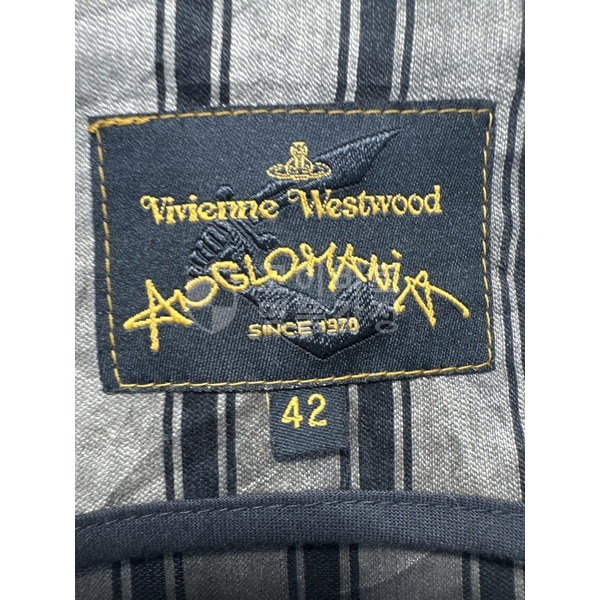 Vivienne Westwood
ANGLOMANiA
SINCE 1970
42